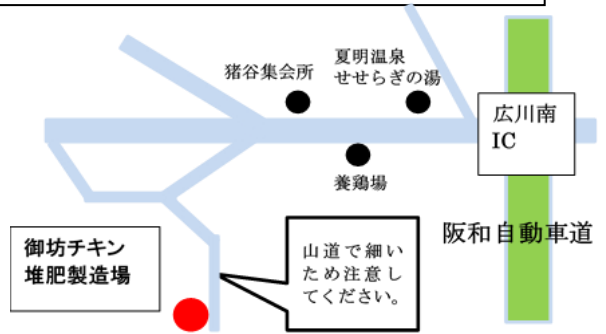 猪谷集会所
夏明温泉
せせらぎの湯
広川南
IC
養鶏場
阪和自動車道
御坊チキン
堆肥製造場
山道で細い
ため注意し
てください。